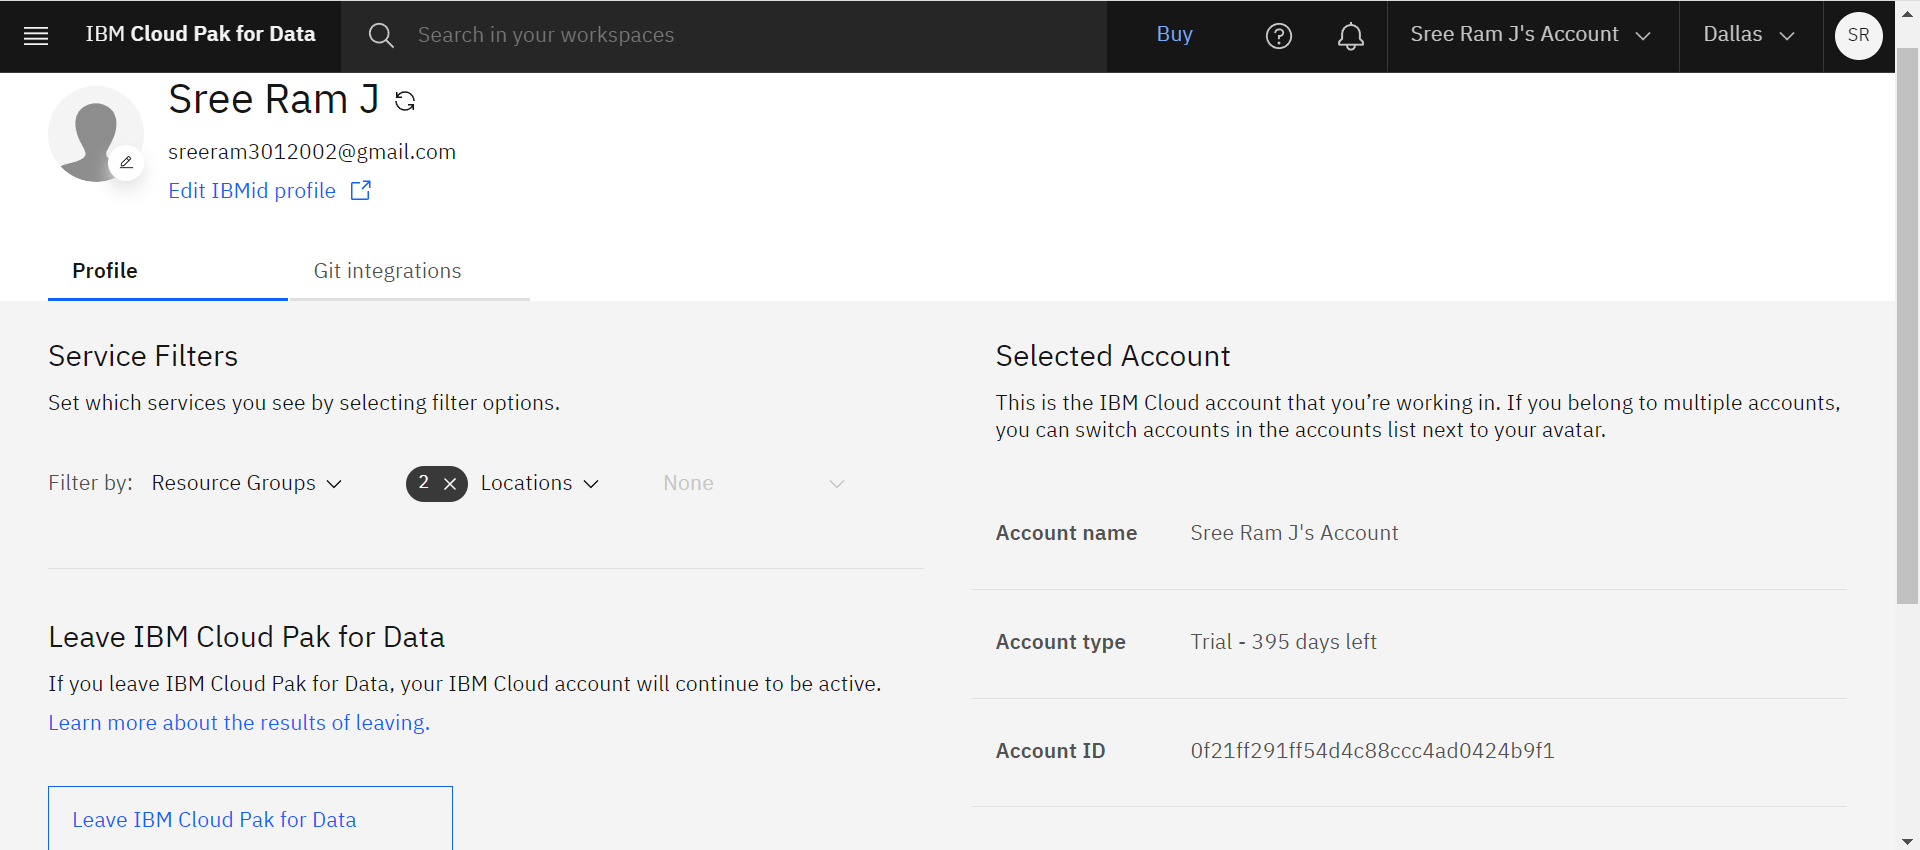 IBM Cloud Pak for Data
Search in your workspaces
Buy
Sree Ram J's Account
Dallas
SR
Sree Ram J
sreeram3012002@gmail.com
Edit IBMid profile
Profile
Git integrations
Service Filters
Set which services you see by selecting filter options.
Filter by: Resource Groups 2 Locations None
Leave IBM Cloud Pak for Data
If you leave IBM Cloud Pak for Data, your IBM Cloud account will continue to be active.
Learn more about the results of leaving.
Leave IBM Cloud Pak for Data
Selected Account
This is the IBM Cloud account that you’re working in. If you belong to multiple accounts,
you can switch accounts in the accounts list next to your avatar.
Account name Sree Ram J's Account
Account type Trial - 395 days left
Account ID 0f21ff291ff54d4c88ccc4ad0424b9f1